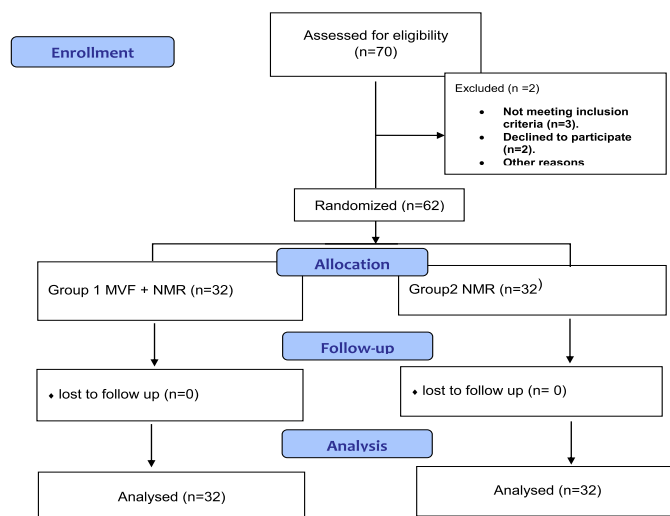 Assessed for eligibility
(n=70)
Enrollment
Excluded (n =2)
• Not meeting inclusion
criteria (n=3).
• Declined to participate
(n=2).
• Other reasons
Randomized (n=62)
Allocation
Group 1 MVF + NMR (n=32)
Group2 NMR (n=32)
Follow-up
⬧ lost to follow up (n=0)
⬧ lost to follow up (n= 0)
Analysis
Analysed (n=32)
Analysed (n=32)